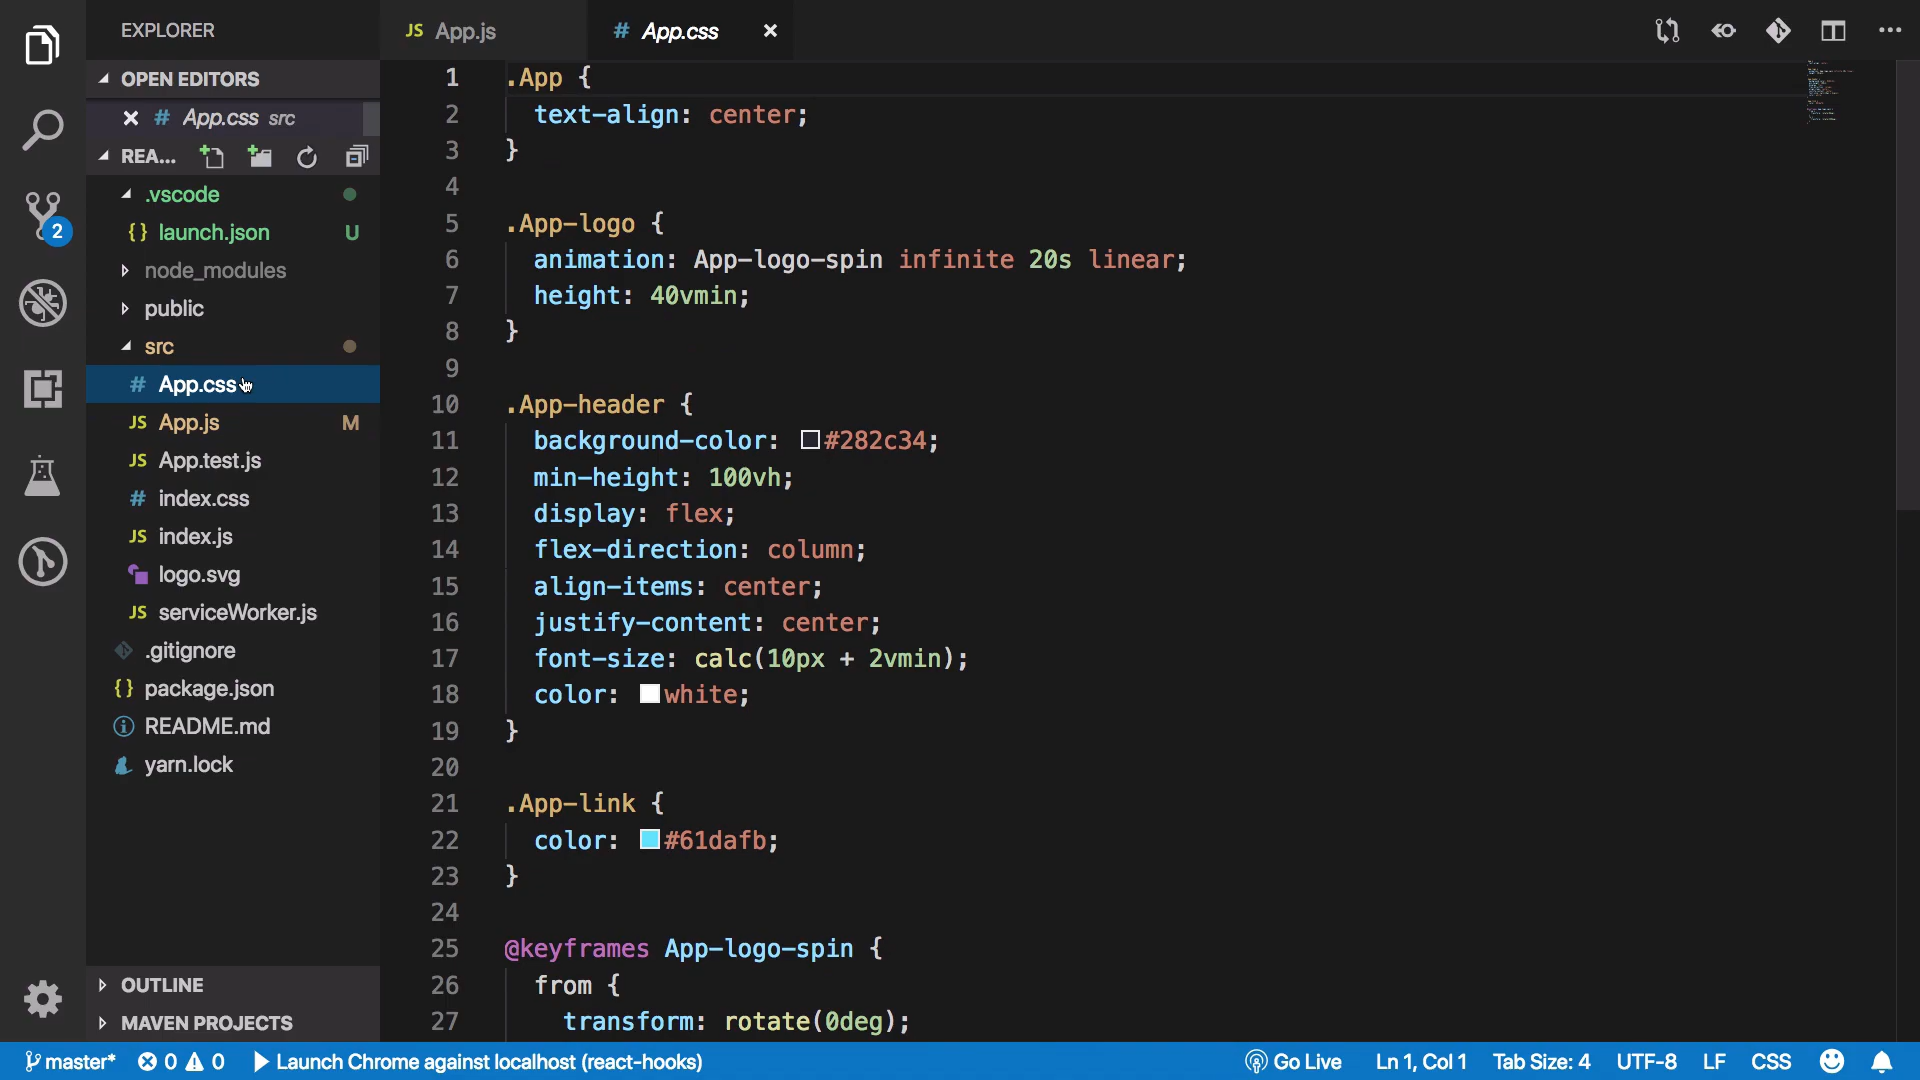 EXPLORER
OPEN EDITORS
# App.css src
REA...
.vscode
{} launch.json U
node_modules
public
src
# App.css
JS App.js M
JS App.test.js
# index.css
JS index.js
logo.svg
JS serviceWorker.js
.gitignore
{} package.json
README.md
yarn.lock
OUTLINE
MAVEN PROJECTS
2
JS App.js
# App.css
1 .App {
2 text-align: center;
3 }
4
5 .App-logo {
6 animation: App-logo-spin infinite 20s linear;
7 height: 40vmin;
8 }
9
10 .App-header {
11 background-color: #282c34;
12 min-height: 100vh;
13 display: flex;
14 flex-direction: column;
15 align-items: center;
16 justify-content: center;
17 font-size: calc(10px + 2vmin);
18 color: white;
19 }
20
21 .App-link {
22 color: #61dafb;
23 }
24
25 @keyframes App-logo-spin {
26 from {
27 transform: rotate(0deg);
master* 0 0 Launch Chrome against localhost (react-hooks) Go Live Ln 1, Col 1 Tab Size: 4 UTF-8 LF CSS